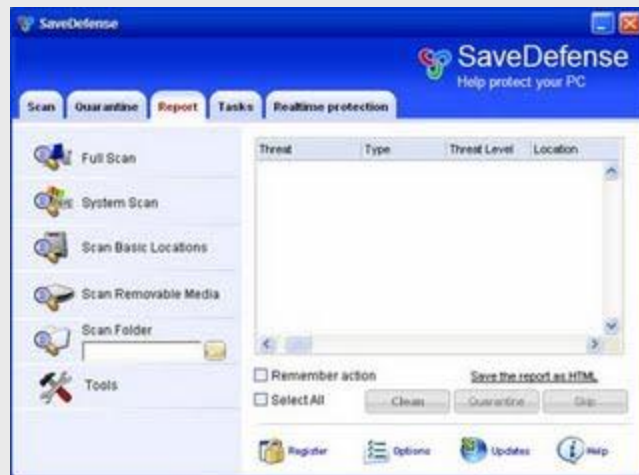 SaveDefense
SaveDefense
Help protect your PC
Scan Quarantine Report Tasks Realtime protection
Full Scan
System Scan
Scan Basic Locations
Scan Removable Media
Scan Folder
Tools
Threat Type Threat Level Location
Remember action
Save the report as HTML
Select All
Clean Quarantine Skip
Register Options Updates Help